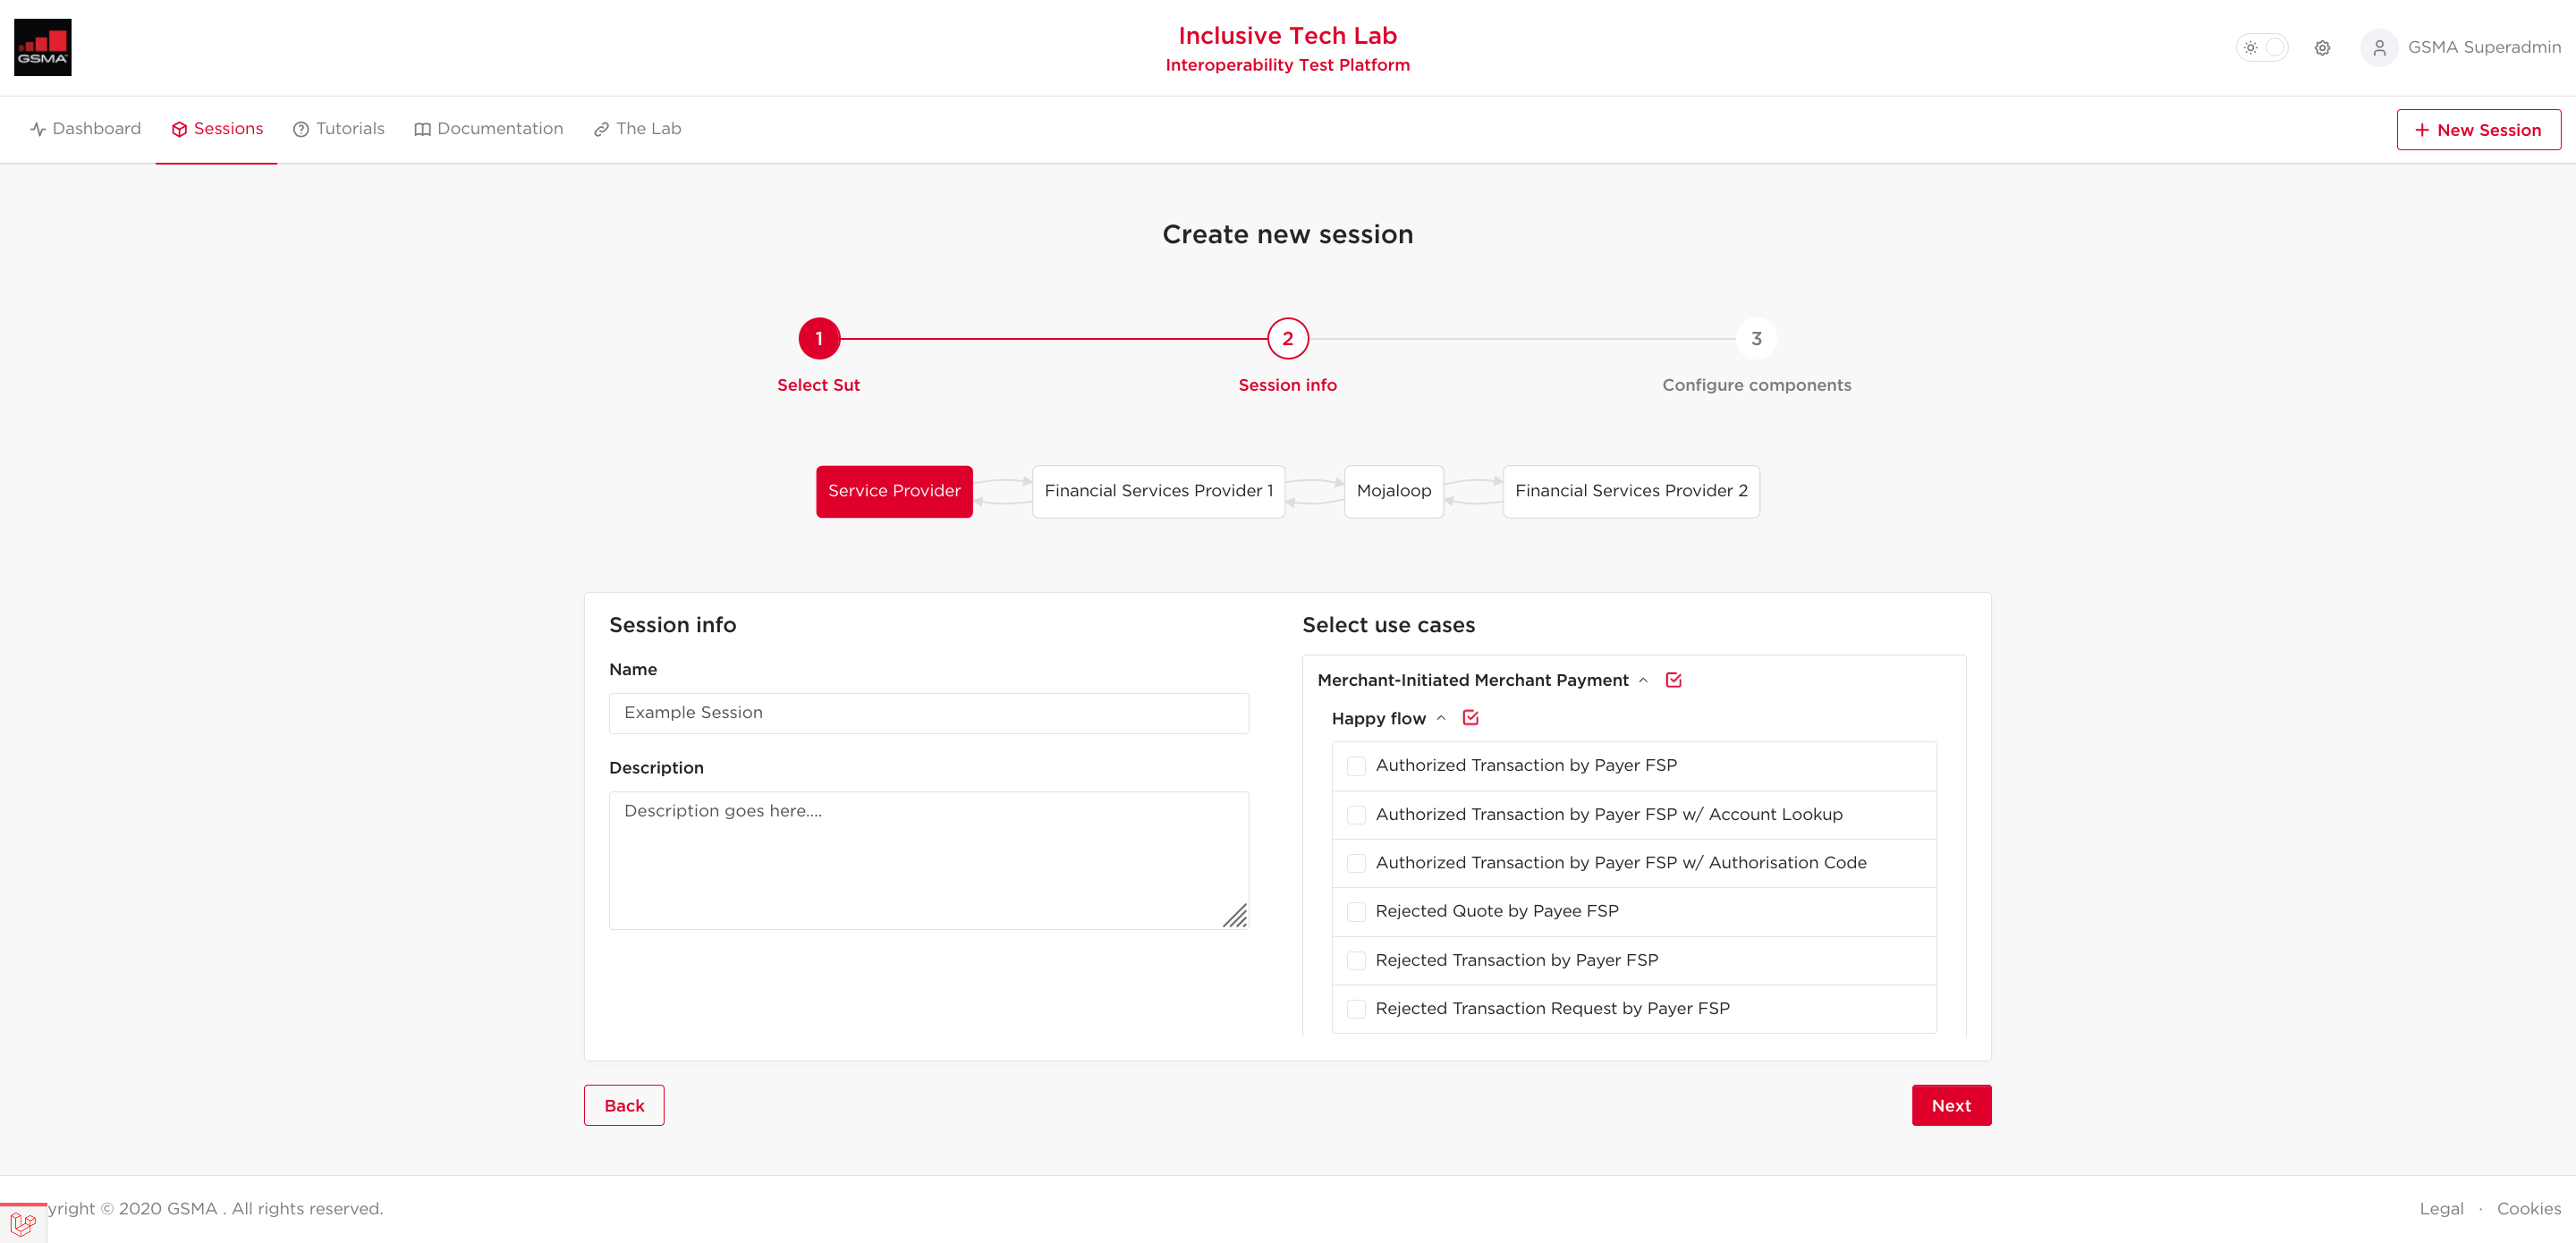 GSMA
Inclusive Tech Lab
Interoperability Test Platform
GSMA Superadmin
Dashboard
Sessions
Tutorials
Documentation
The Lab
New Session
Create new session
1
2
3
Select Sut
Session info
Configure components
Service Provider
Financial Services Provider 1
Mojaloop
Financial Services Provider 2
Session info
Name
Example Session
Description
Description goes here....
Select use cases
Merchant-Initiated Merchant Payment
Happy flow
Authorized Transaction by Payer FSP
Authorized Transaction by Payer FSP w/ Account Lookup
Authorized Transaction by Payer FSP w/ Authorisation Code
Rejected Quote by Payee FSP
Rejected Transaction by Payer FSP
Rejected Transaction Request by Payer FSP
Back
Next
yright © 2020 GSMA . All rights reserved.
Legal · Cookies